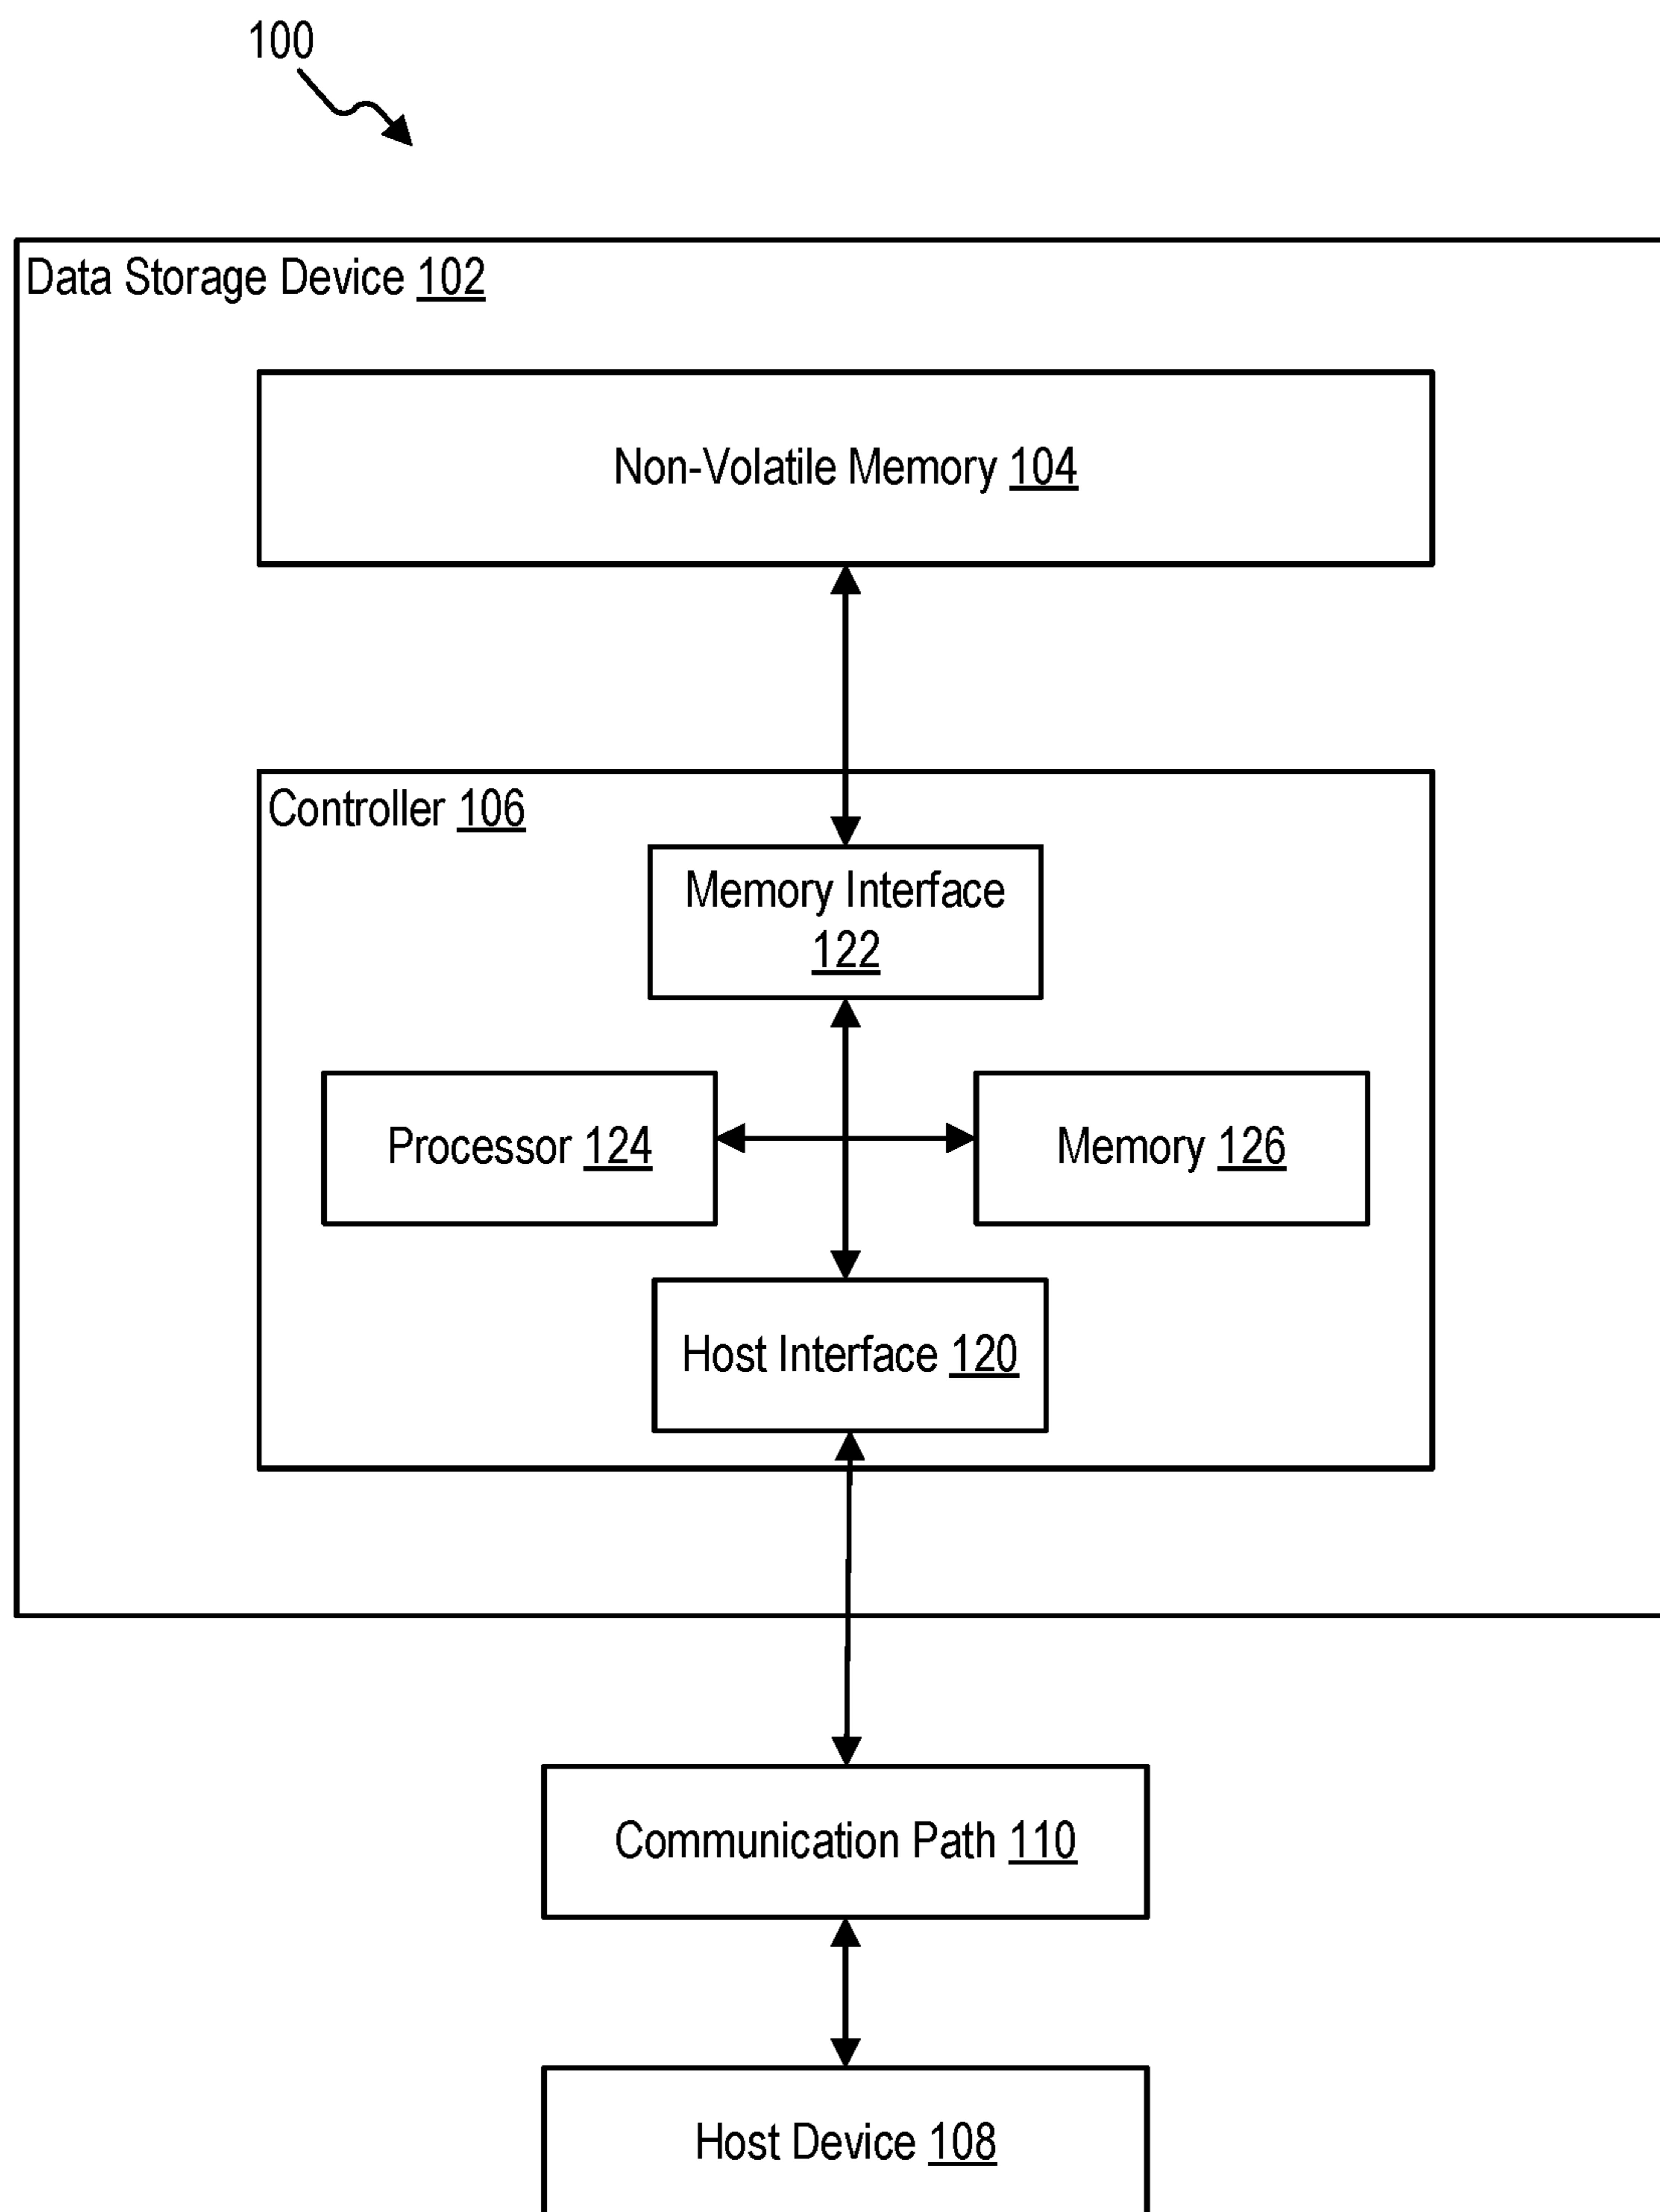 100
Data Storage Device 102
Non-Volatile Memory 104
Controller 106
Memory Interface
122
Processor 124
Memory 126
Host Interface 120
Communication Path 110
Host Device 108